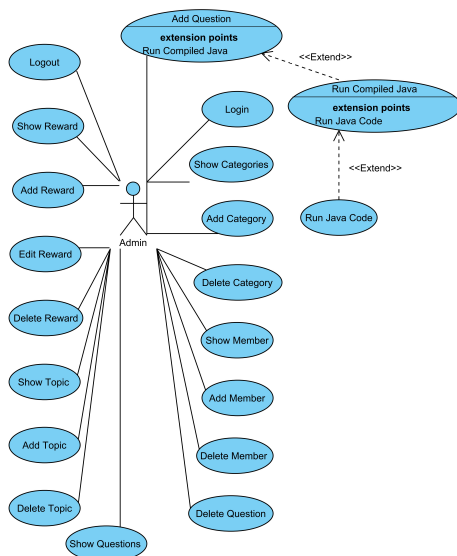 Add Question
extension points
Run Compiled Java
<<Extend>>
Logout
Run Compiled Java
extension points
Run Java Code
Login
Show Reward
Show Categories
<<Extend>>
Add Reward
Add Category
Run Java Code
Admin
Edit Reward
Delete Category
Delete Reward
Show Member
Show Topic
Add Member
Add Topic
Delete Member
Delete Topic
Delete Question
Show Questions